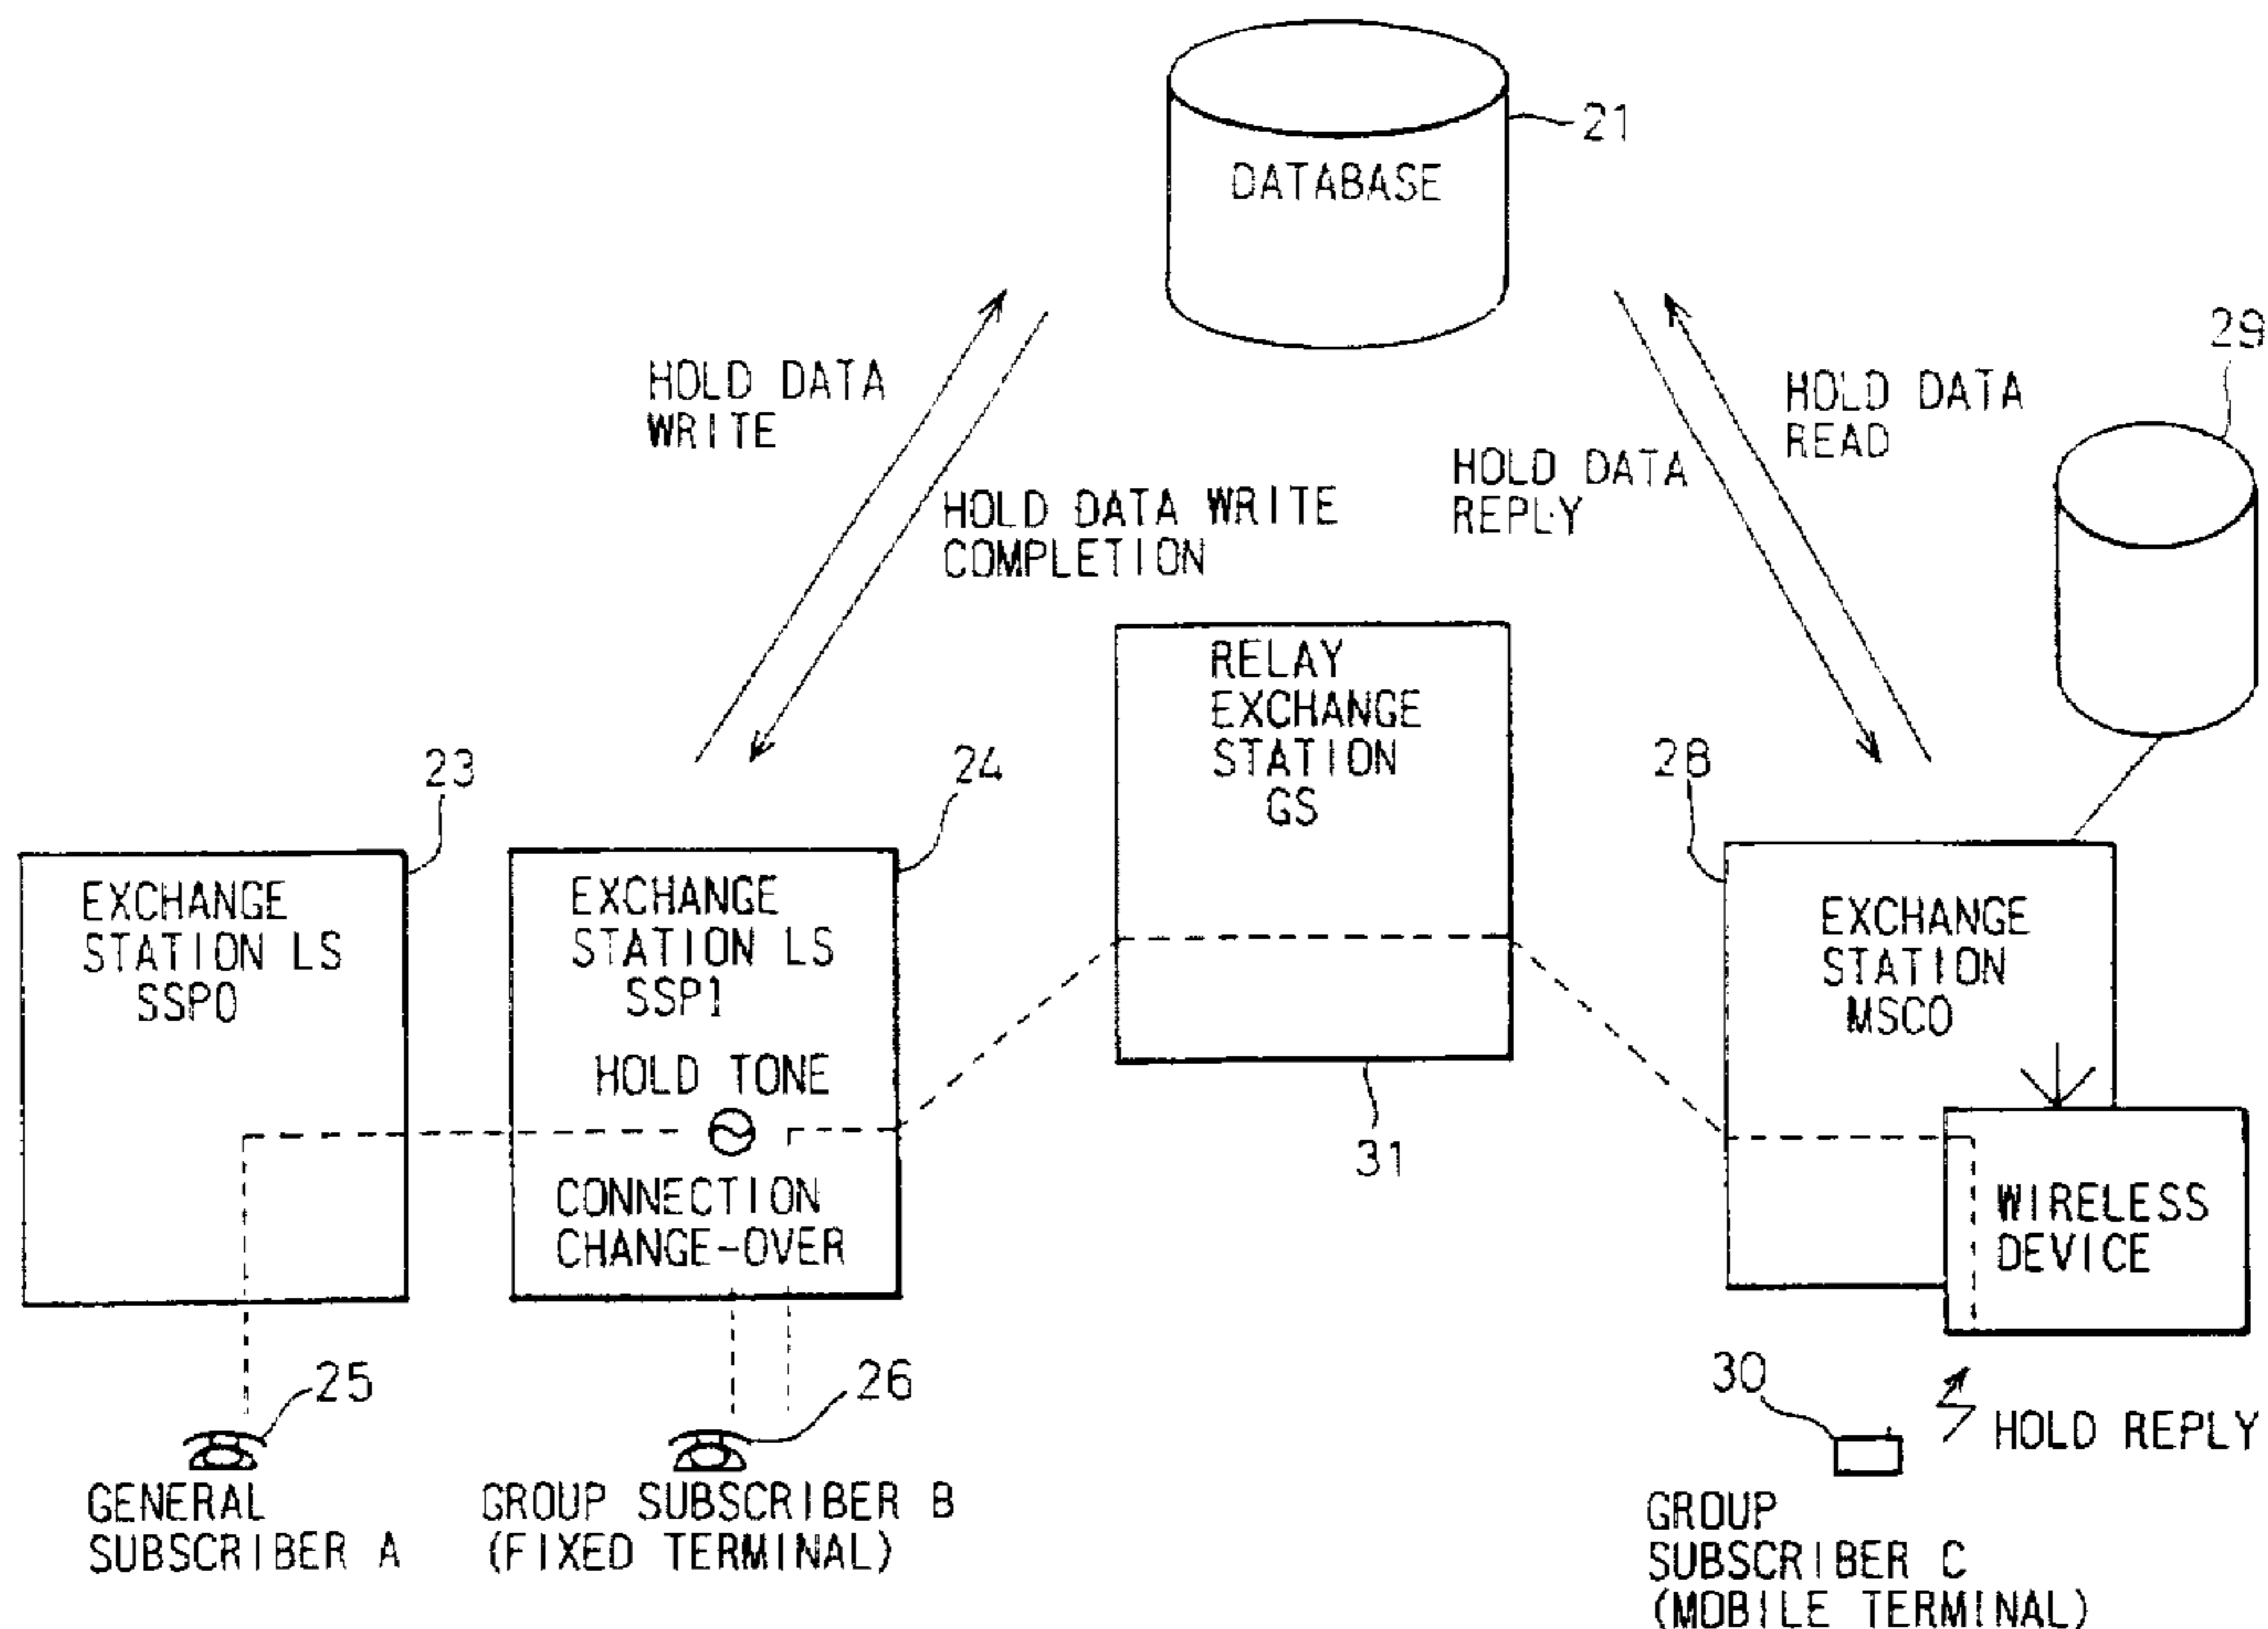 21
DATABASE
29
HOLD DATA
WRITE
HOLD DATA
READ
HOLD DATA
REPLY
HOLD DATA WRITE
COMPLETION
RELAY
EXCHANGE
STATION
GS
23
24
28
EXCHANGE
STATION LS
SSP0
EXCHANGE
STATION LS
SSP1
HOLD TONE
CONNECTION
CHANGE-OVER
EXCHANGE
STATION
MSC0
31
WIRELESS
DEVICE
25
26
30
HOLD REPLY
GENERAL
SUBSCRIBER A
GROUP SUBSCRIBER B
(FIXED TERMINAL)
GROUP
SUBSCRIBER C
(MOBILE TERMINAL)